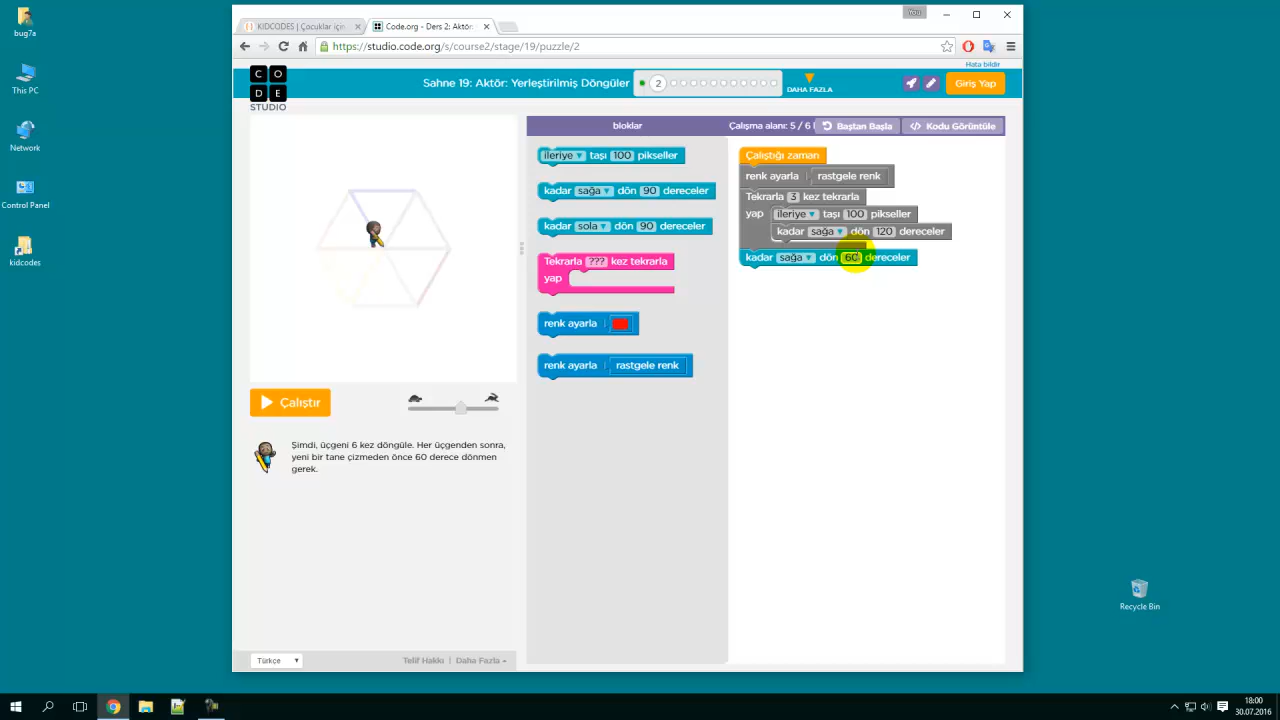 bug7a
This PC
Network
Control Panel
kidcodes
Recycle Bin
KIDCODES | Çocuklar için
Code.org - Ders 2: Aktör:
You
https://studio.code.org/s/course2/stage/19/puzzle/2
Hata bildir
C O
D E
STUDIO
Sahne 19: Aktör: Yerleştirilmiş Döngüler
2
DAHA FAZLA
Giriş Yap
bloklar
Çalışma alanı: 5 / 6
Baştan Başla
Kodu Görüntüle
ileriye taşı 100 pikseller
kadar sağa dön 90 dereceler
kadar sola dön 90 dereceler
Tekrarla ??? kez tekrarla
yap
renk ayarla
renk ayarla rastgele renk
Çalıştığı zaman
renk ayarla rastgele renk
Tekrarla 3 kez tekrarla
yap ileriye taşı 100 pikseller
kadar sağa dön 120 dereceler
kadar sağa dön 60 dereceler
Çalıştır
Şimdi, üçgeni 6 kez döngüle. Her üçgenden sonra,
yeni bir tane çizmeden önce 60 derece dönmen
gerek.
Türkçe
Telif Hakkı | Daha Fazla
18:00
30.07.2016